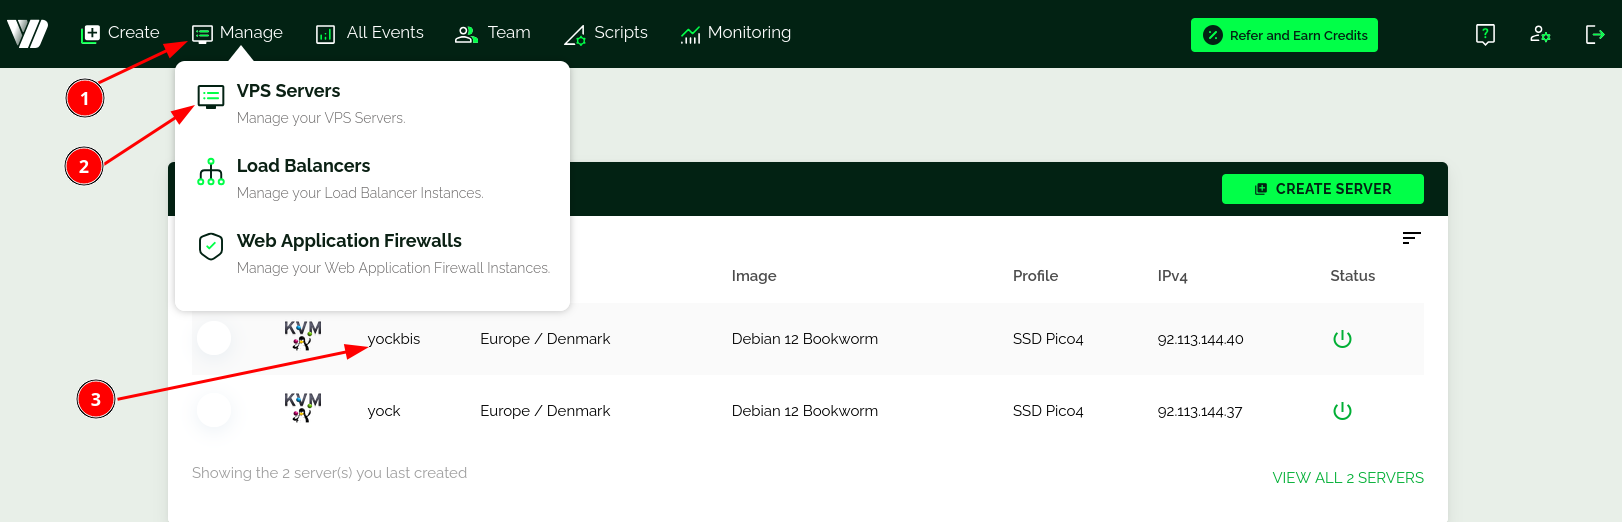 Create Manage All Events Team Scripts Monitoring Refer and Earn Credits ?
1
VPS Servers
Manage your VPS Servers.
2
Load Balancers
Manage your Load Balancer Instances.
CREATE SERVER
Web Application Firewalls
Manage your Web Application Firewall Instances.
Image Profile IPv4 Status
KVM yockbis Europe / Denmark Debian 12 Bookworm SSD Pico4 92.113.144.40
3
KVM yock Europe / Denmark Debian 12 Bookworm SSD Pico4 92.113.144.37
Showing the 2 server(s) you last created
VIEW ALL 2 SERVERS